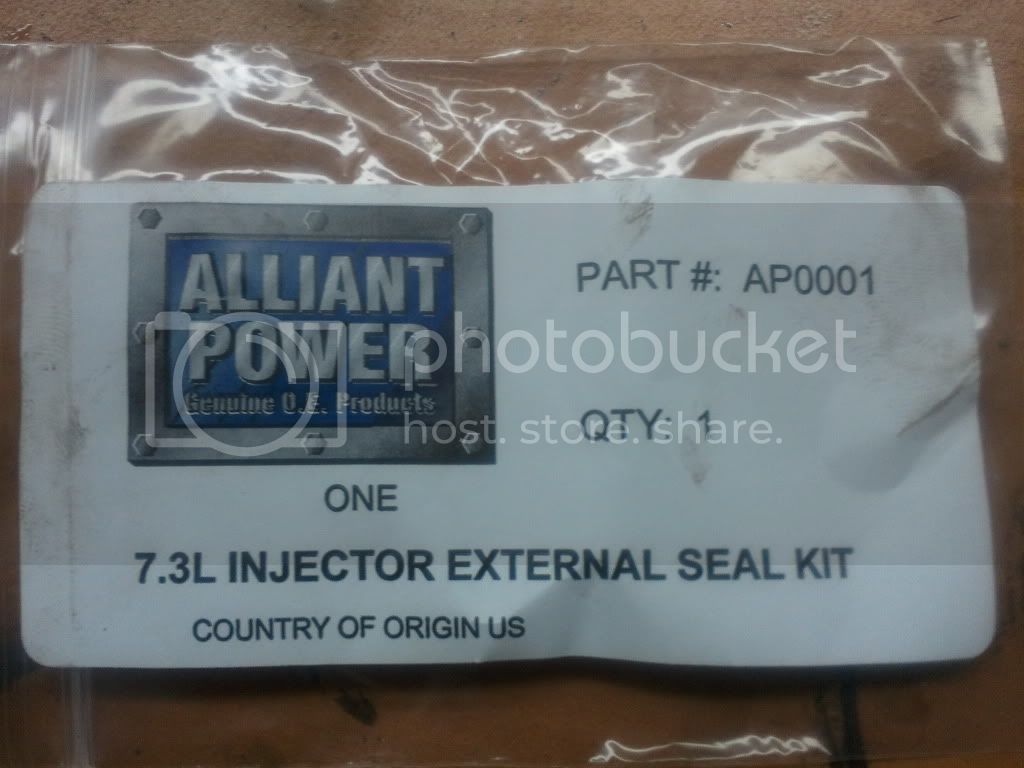 ALLIANT
POWER
Genuine O.E. Products
PART #: AP0001
photobucket
host. store. share.
QTY: 1
ONE
7.3L INJECTOR EXTERNAL SEAL KIT
COUNTRY OF ORIGIN US